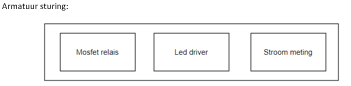 Armatuur sturing:
Mosfet relais
Led driver
Stroom meting